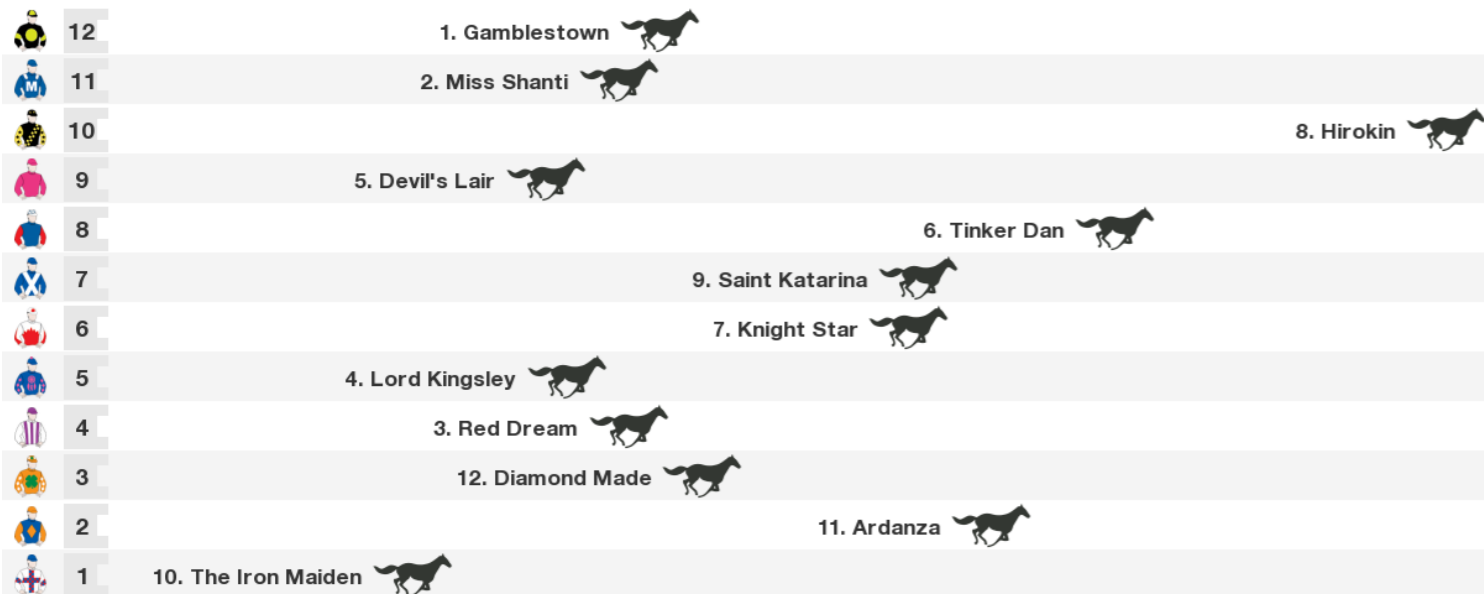 12 1. Gamblestown
M 11 2. Miss Shanti
10 8. Hirokin
9 5. Devil's Lair
8 6. Tinker Dan
7 9. Saint Katarina
6 7. Knight Star
5 4. Lord Kingsley
4 3. Red Dream
3 12. Diamond Made
2 11. Ardanza
1 10. The Iron Maiden